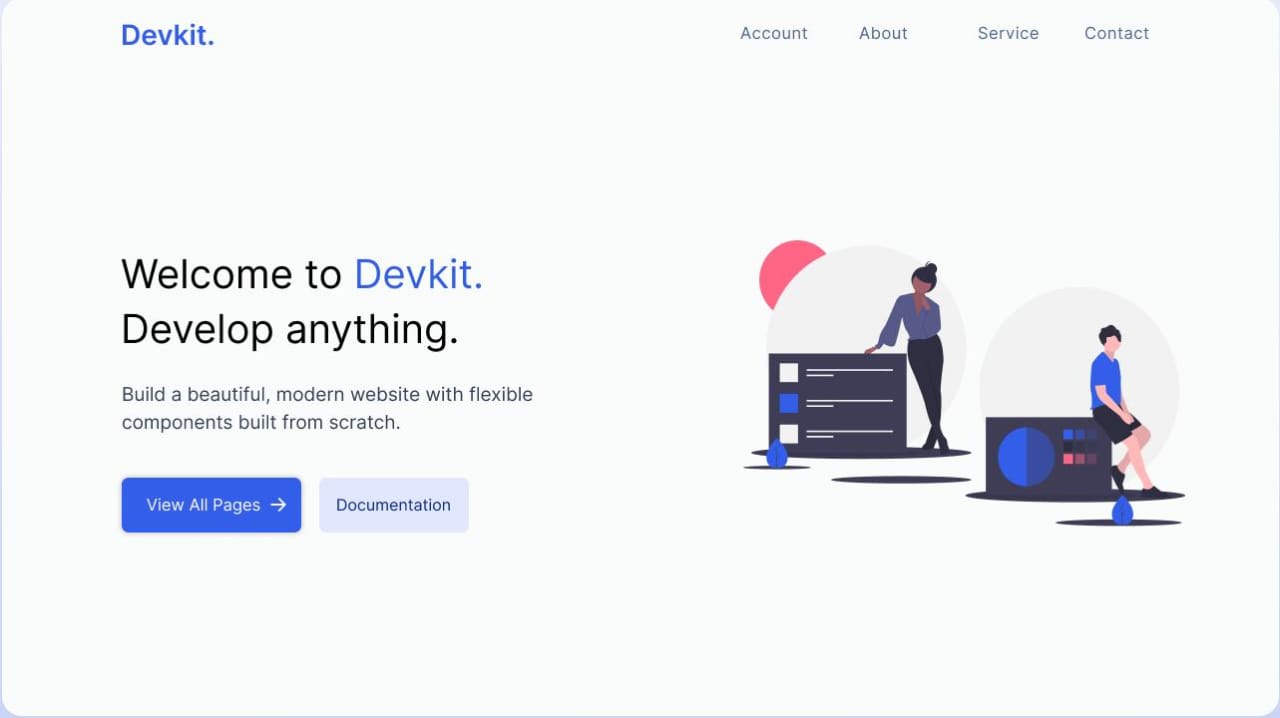 Devkit.
Account About Service Contact
Welcome to Devkit.
Develop anything.
Build a beautiful, modern website with flexible
components built from scratch.
View All Pages →
Documentation